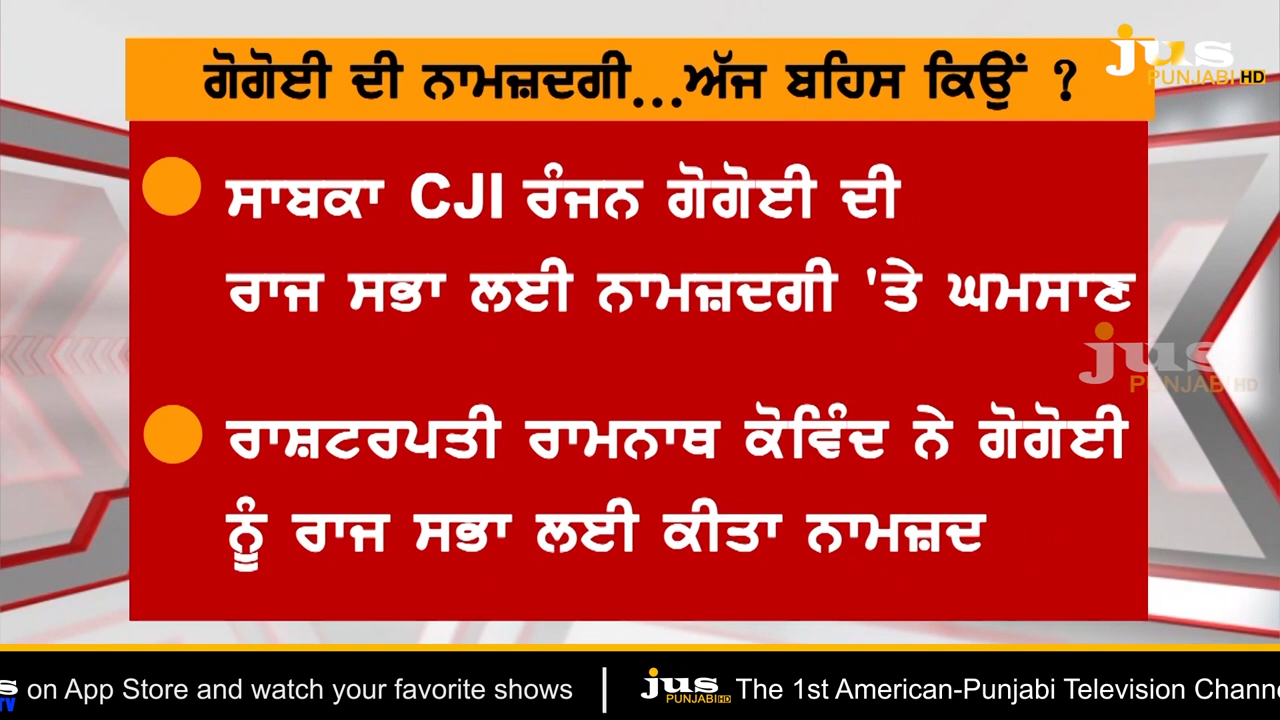 jus
PUNJABI HD
ਗੋਗੋਈ ਦੀ ਨਾਮਜ਼ਦਗੀ...ਅੱਜ ਬਹਿਸ ਕਿਉਂ ?
ਸਾਬਕਾ CJI ਰੰਜਨ ਗੋਗੋਈ ਦੀ
ਰਾਜ ਸਭਾ ਲਈ ਨਾਮਜ਼ਦਗੀ 'ਤੇ ਘਮਸਾਣ
jus
PUNJABI HD
ਰਾਸ਼ਟਰਪਤੀ ਰਾਮਨਾਥ ਕੋਵਿੰਦ ਨੇ ਗੋਗੋਈ
ਨੂੰ ਰਾਜ ਸਭਾ ਲਈ ਕੀਤਾ ਨਾਮਜ਼ਦ
on App Store and watch your favorite shows | jus PUNJABI HD The 1st American-Punjabi Television Chann